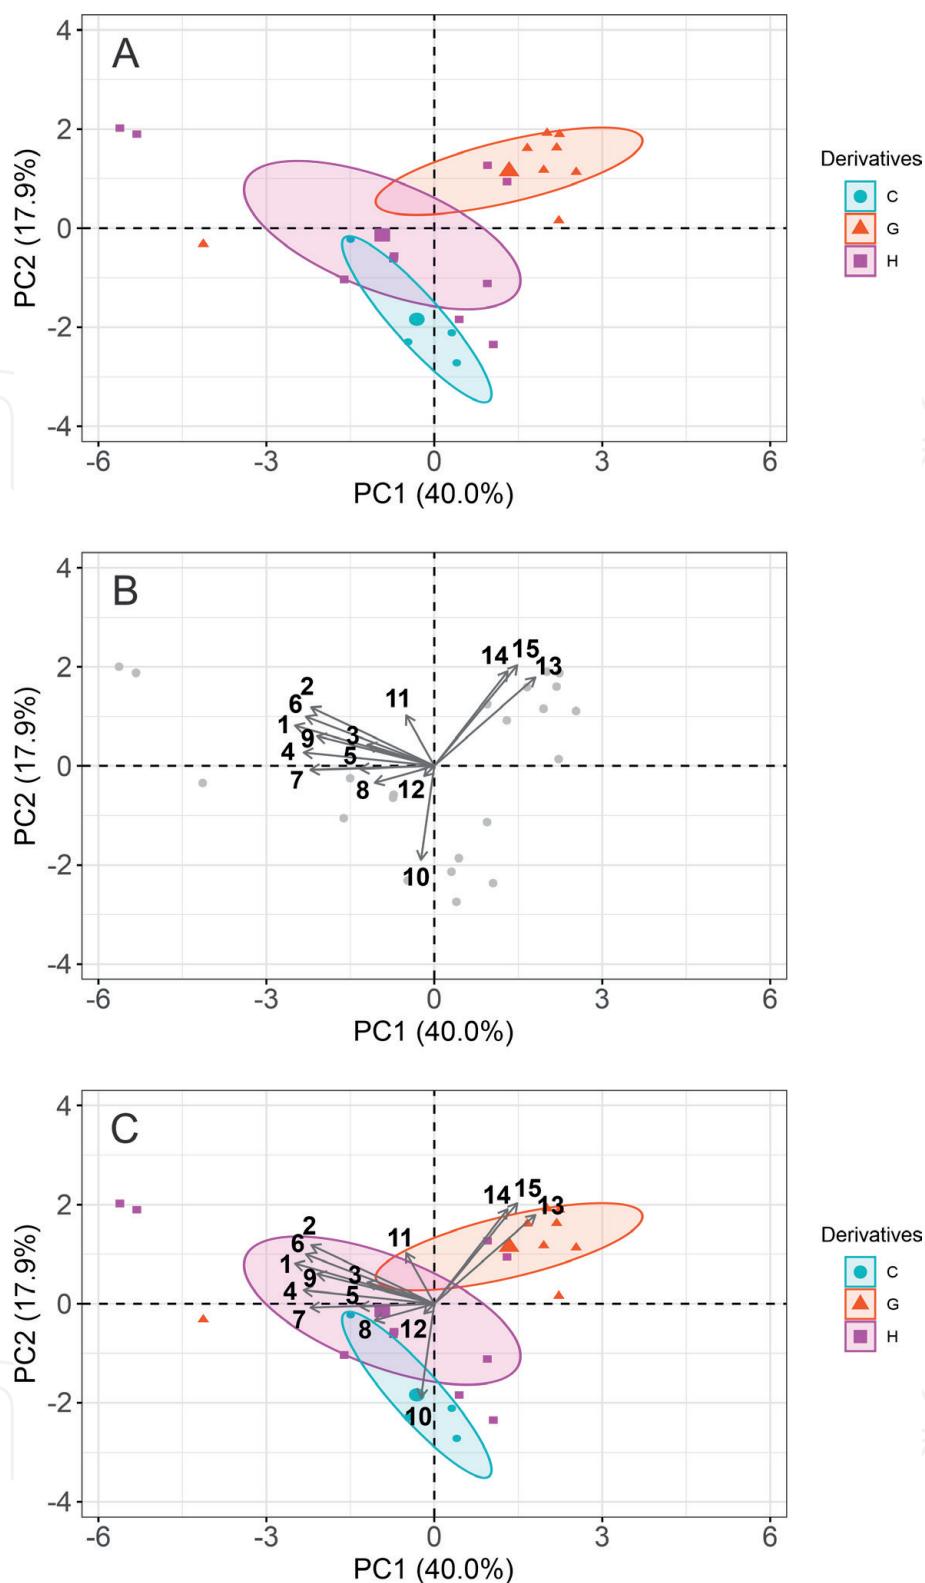 A
4
2
0
-2
-4
PC2 (17.9%)
-6 -3 0 3 6
PC1 (40.0%)
Derivatives
C
G
H
B
4
2
0
-2
-4
PC2 (17.9%)
14 15 13
2
6
11
1
9 3
4 5
7
8 12
10
-6 -3 0 3 6
PC1 (40.0%)
C
4
2
0
-2
-4
PC2 (17.9%)
14 15 13
2
6
11
1
9 3
4 5
7
8 12
10
-6 -3 0 3 6
PC1 (40.0%)
Derivatives
C
G
H